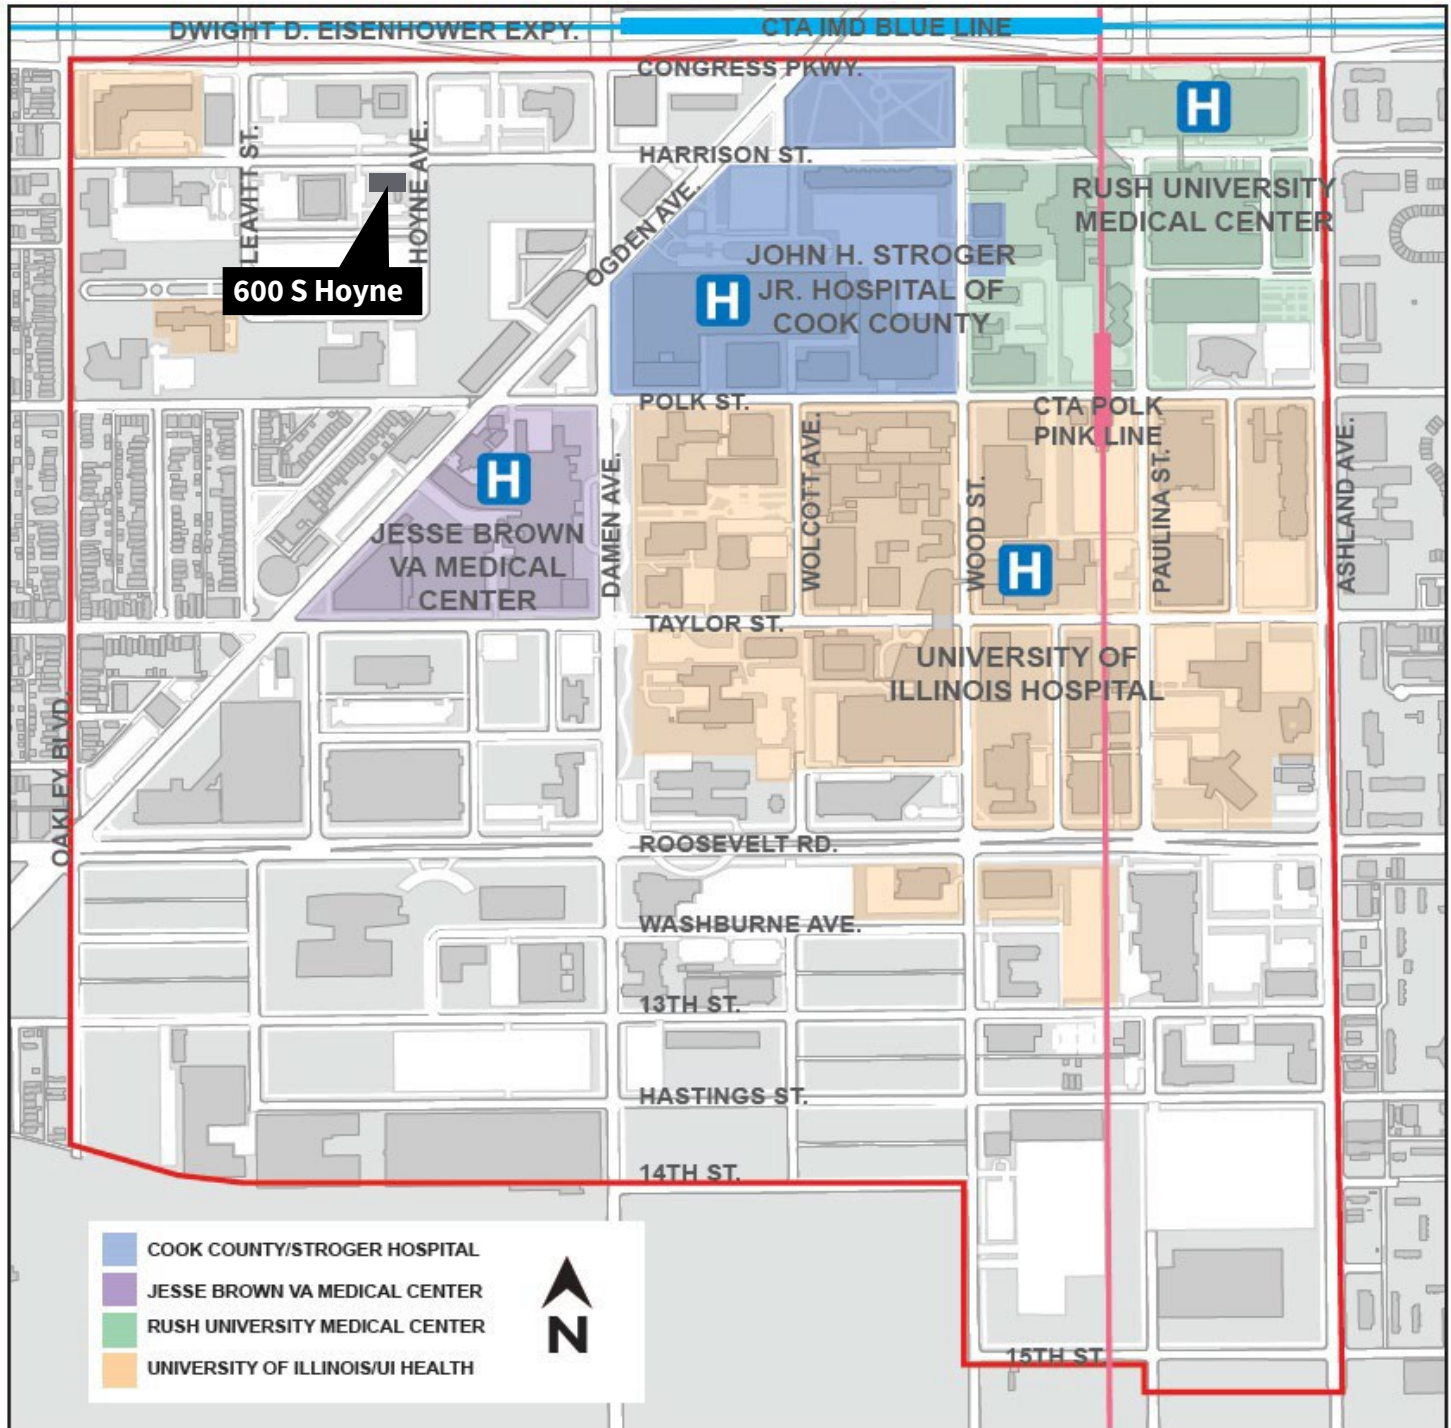 DWIGHT D. EISENHOWER EXPY.
CTA IMD BLUE LINE
CONGRESS PKWY.
H
LEAVITT ST.
HOYNE AVE.
HARRISON ST.
OGDEN AVE.
RUSH UNIVERSITY
MEDICAL CENTER
600 S Hoyne
H
JOHN H. STROGER
JR. HOSPITAL OF
COOK COUNTY
POLK ST.
CTA POLK
PINK LINE
H
JESSE BROWN
VA MEDICAL
CENTER
DAMEN AVE.
WOLCOTT AVE.
WOOD ST.
H
PAULINA ST.
ASHLAND AVE.
TAYLOR ST.
UNIVERSITY OF
ILLINOIS HOSPITAL
OAKLEY BLVD.
ROOSEVELT RD.
WASHBURNE AVE.
13TH ST.
HASTINGS ST.
14TH ST.
15TH ST.
COOK COUNTY/STROGER HOSPITAL
JESSE BROWN VA MEDICAL CENTER
RUSH UNIVERSITY MEDICAL CENTER
UNIVERSITY OF ILLINOIS/UI HEALTH
N